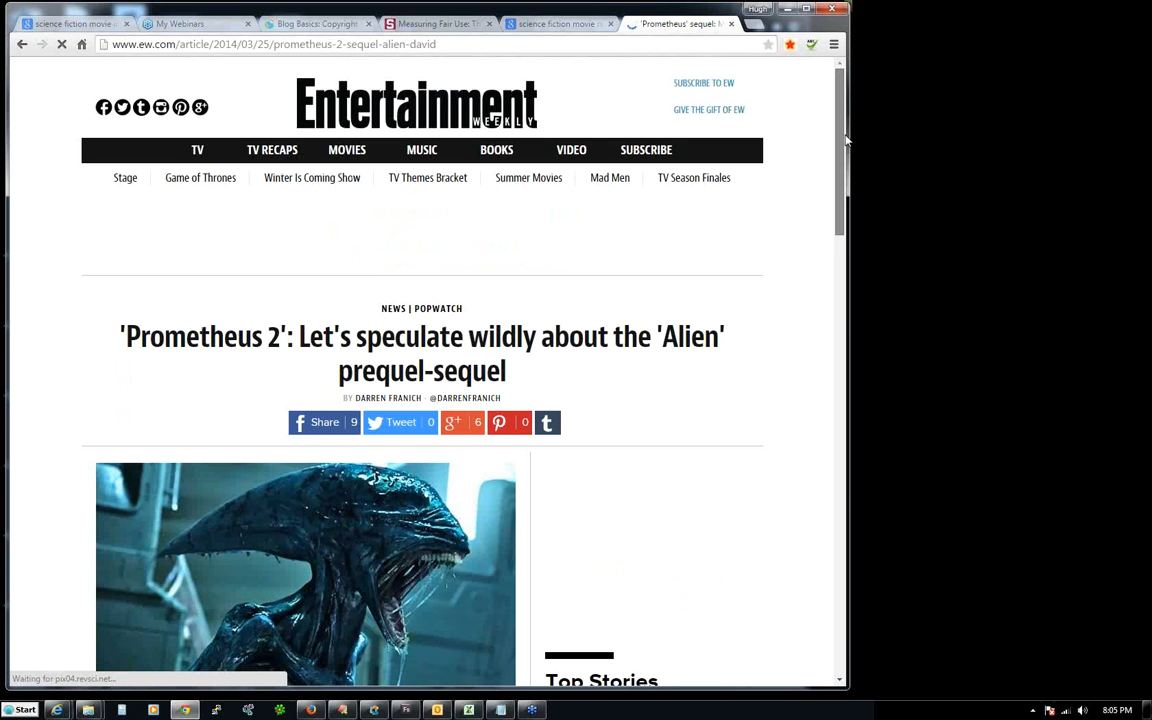 Hugh
science fiction movie
My Webinars
Blog Basics: Copyright
Measuring Fair Use: Th
science fiction movie r
'Prometheus' sequel: M
www.ew.com/article/2014/03/25/prometheus-2-sequel-alien-david
SUBSCRIBE TO EW
GIVE THE GIFT OF EW
Entertainment
WEEKLY
TV
TV RECAPS
MOVIES
MUSIC
BOOKS
VIDEO
SUBSCRIBE
Stage
Game of Thrones
Winter Is Coming Show
TV Themes Bracket
Summer Movies
Mad Men
TV Season Finales
NEWS | POPWATCH
'Prometheus 2': Let's speculate wildly about the 'Alien'
prequel-sequel
BY DARREN FRANICH · @DARRENFRANICH
Share 9
Tweet 0
g+ 6
0
t
Top Stories
Waiting for pix04.revsci.net...
Start
8:05 PM